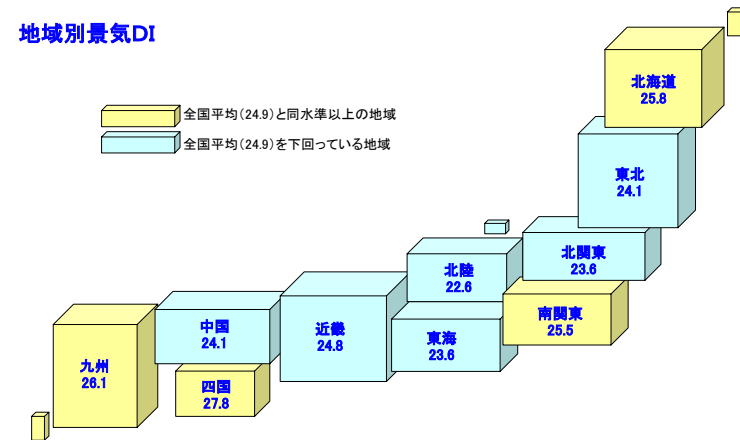 地域別景気DI
全国平均(24.9)と同水準以上の地域
全国平均(24.9)を下回っている地域
北海道
25.8
東北
24.1
北関東
23.6
北陸
22.6
南関東
25.5
東海
23.6
近畿
24.8
中国
24.1
四国
27.8
九州
26.1